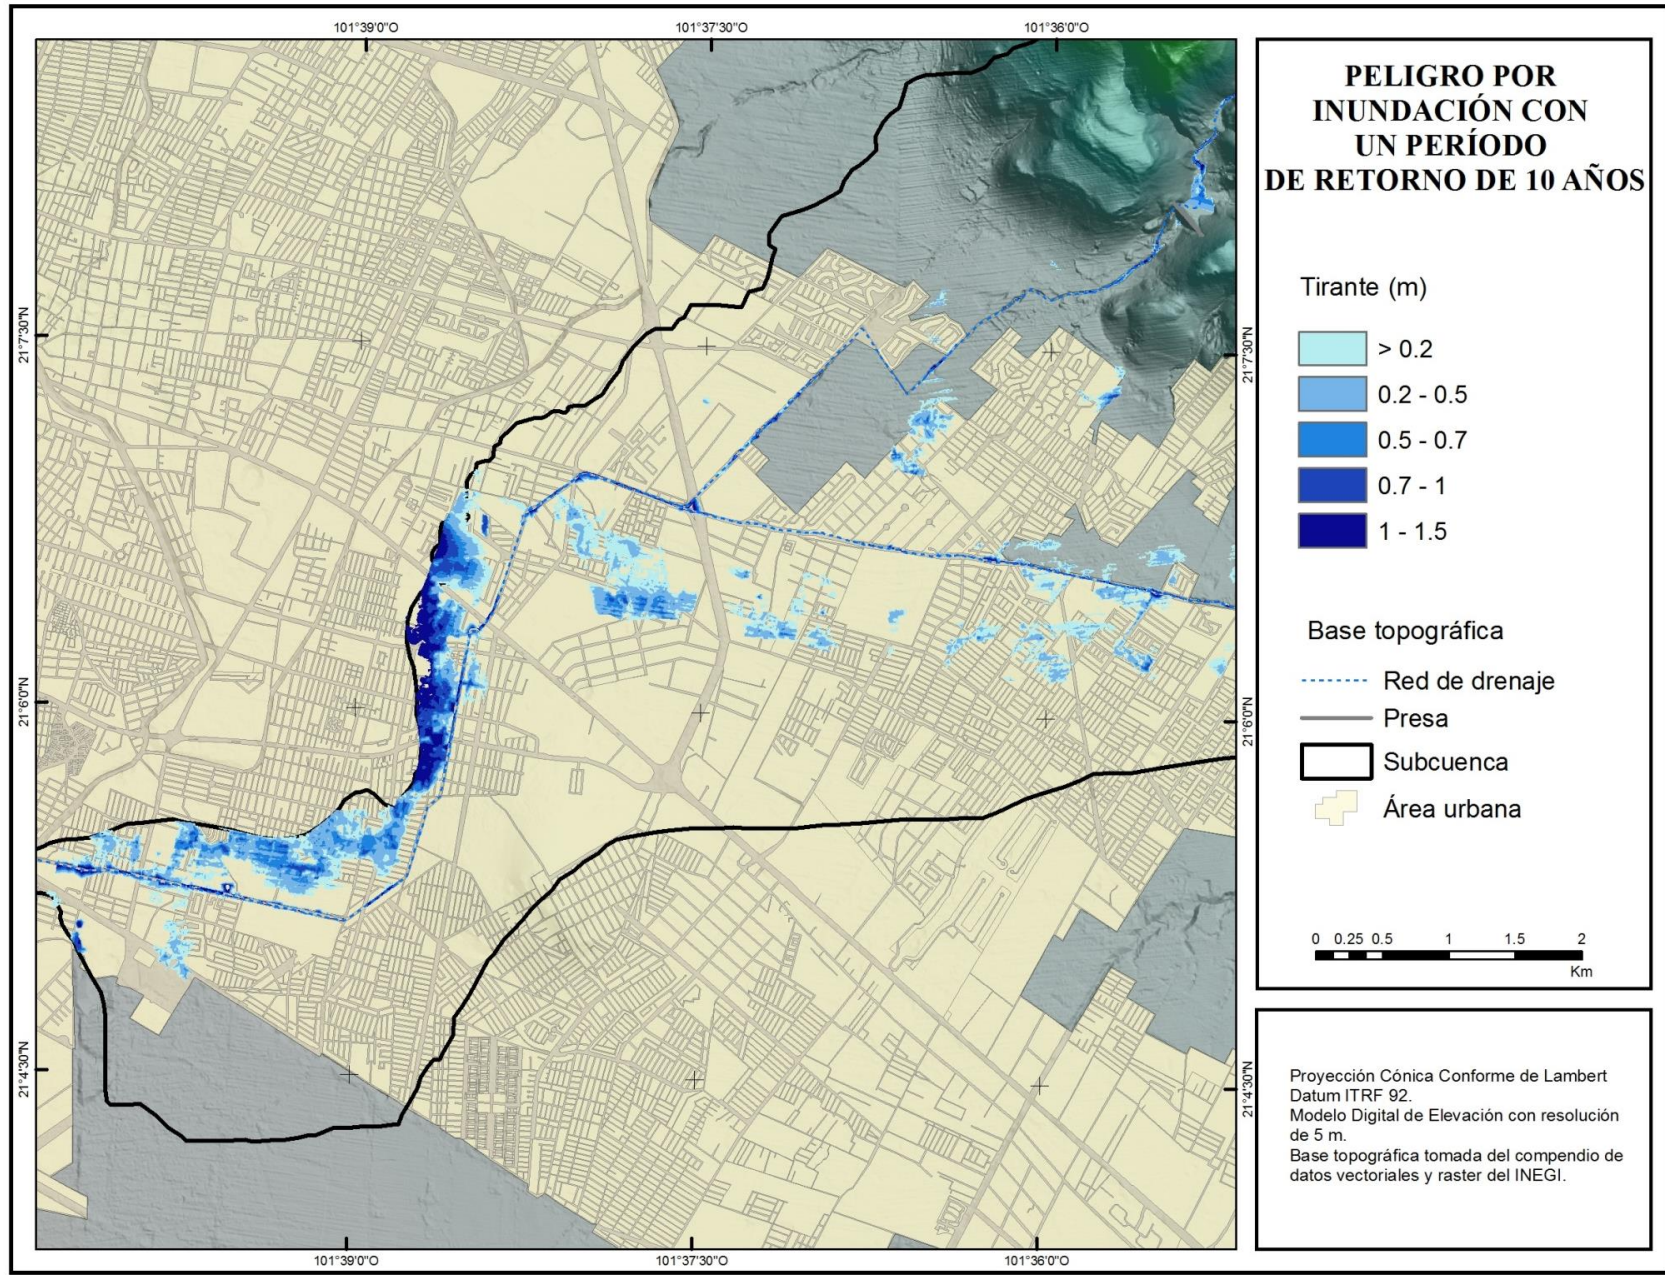 101°39'0"O
101°37'30"O
101°36'0"O
21°7'30"N
21°6'0"N
21°4'30"N
21°7'30"N
21°6'0"N
21°4'30"N
101°39'0"O
101°37'30"O
101°36'0"O
PELIGRO POR
INUNDACIÓN CON
UN PERÍODO
DE RETORNO DE 10 AÑOS
Tirante (m)
> 0.2
0.2 - 0.5
0.5 - 0.7
0.7 - 1
1 - 1.5
Base topográfica
Red de drenaje
Presa
Subcuenca
Área urbana
0 0.25 0.5 1 1.5 2
Km
Proyección Cónica Conforme de Lambert
Datum ITRF 92.
Modelo Digital de Elevación con resolución
de 5 m.
Base topográfica tomada del compendio de
datos vectoriales y raster del INEGI.